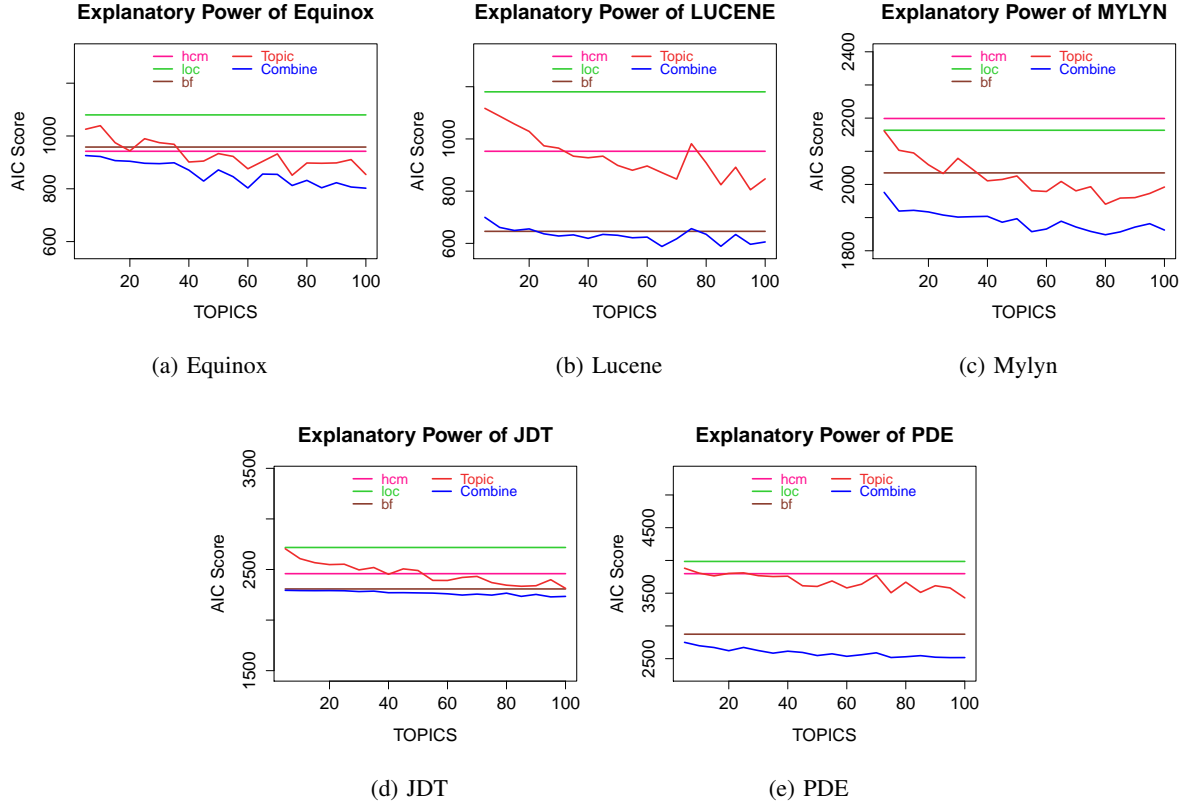 Explanatory Power of Equinox
hcm
loc
bf
Topic
Combine
AIC Score
600
800
1000
20
40
60
80
100
TOPICS
(a) Equinox
Explanatory Power of LUCENE
hcm
loc
bf
Topic
Combine
AIC Score
600
800
1000
20
40
60
80
100
TOPICS
(b) Lucene
Explanatory Power of MYLYN
hcm
loc
bf
Topic
Combine
AIC Score
1800
2000
2200
2400
20
40
60
80
100
TOPICS
(c) Mylyn
Explanatory Power of JDT
hcm
loc
bf
Topic
Combine
AIC Score
1500
2500
3500
20
40
60
80
100
TOPICS
(d) JDT
Explanatory Power of PDE
hcm
loc
bf
Topic
Combine
AIC Score
2500
3500
4500
20
40
60
80
100
TOPICS
(e) PDE